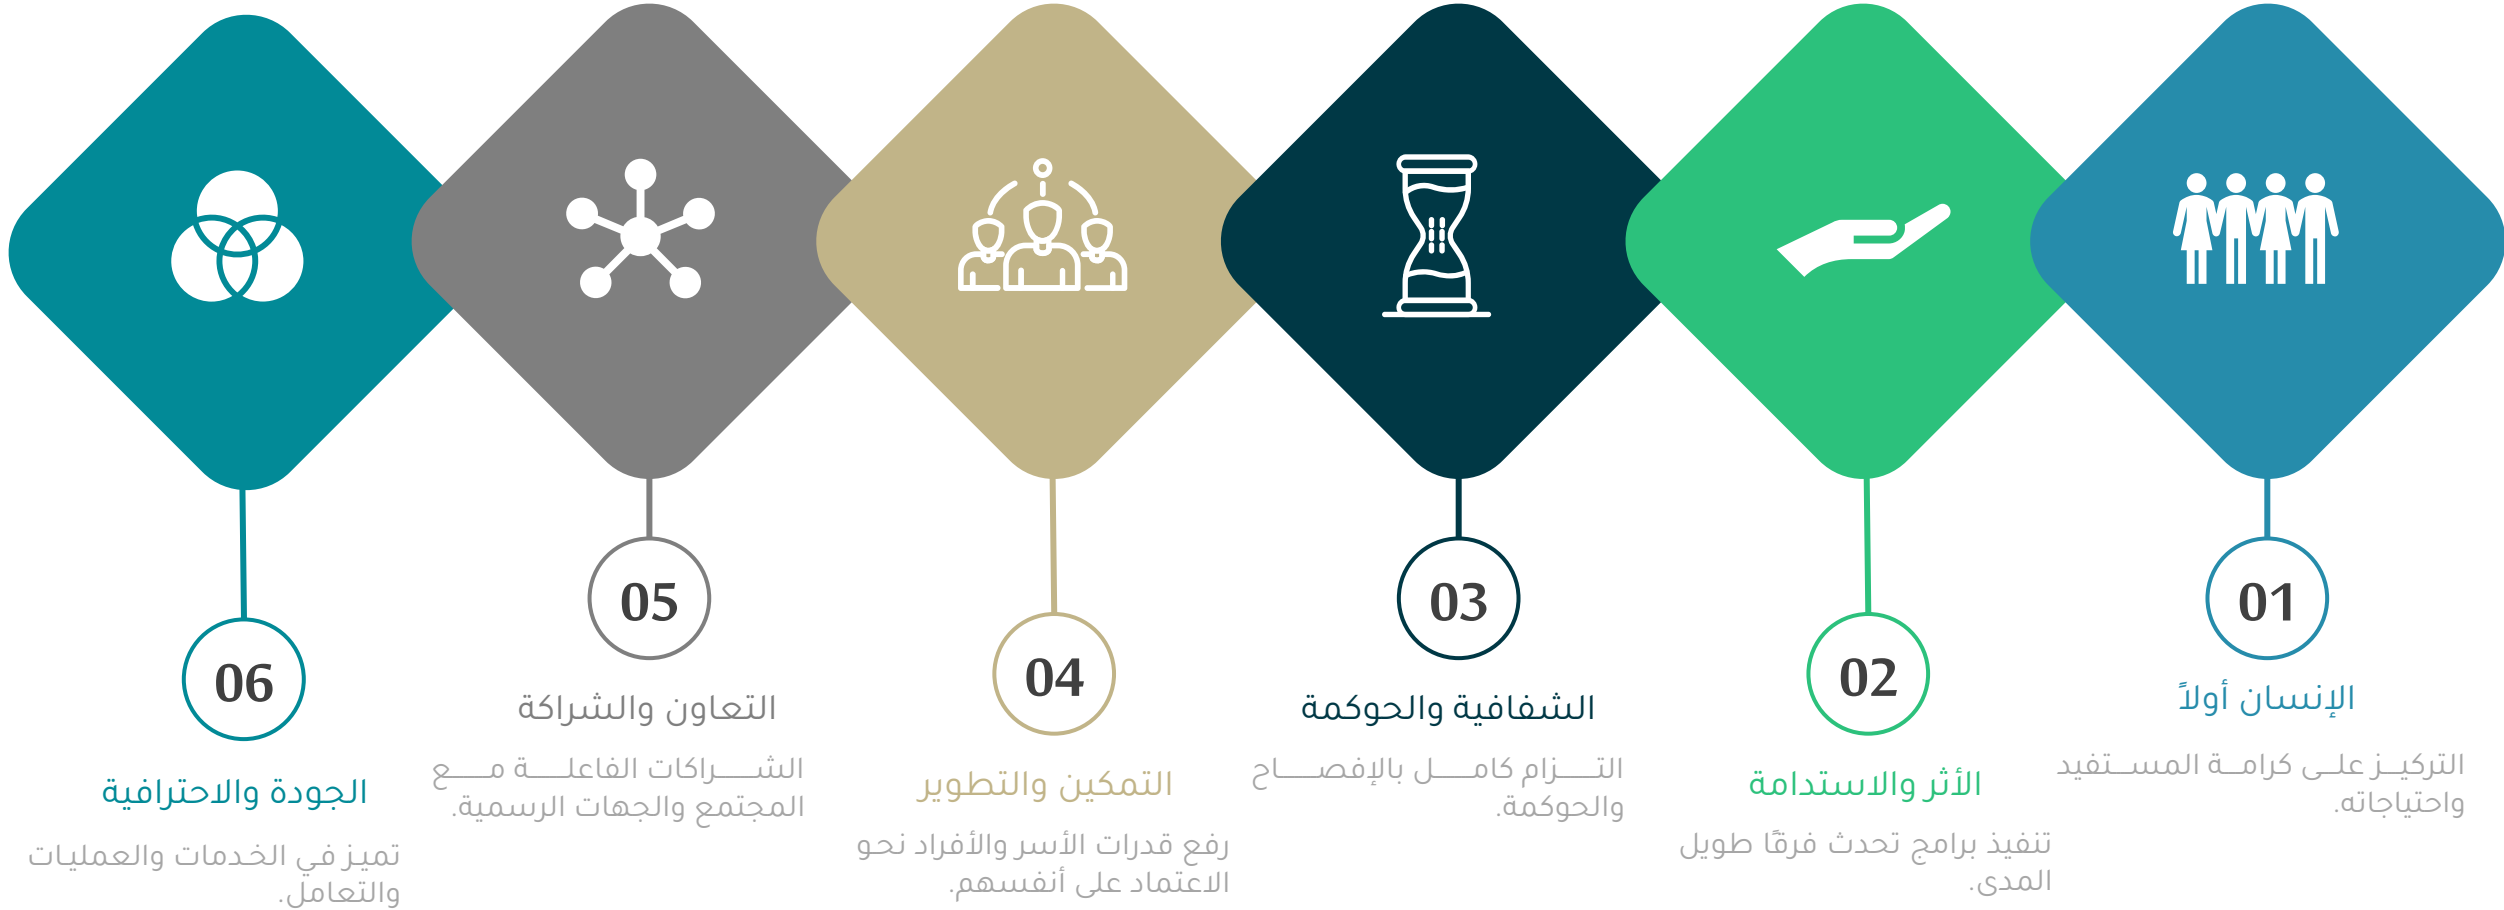 01
الإنسان أولاً
التركيز على كرامة المستفيد
واحتياجاته.
02
الأثر والاستدامة
تنفيذ برامج تحدث فرقًا طويل
المدى.
03
الشفافية والحوكمة
التزام كامل بالإفصاح
والحوكمة.
04
التمكين والتطوير
رفع قدرات الأسر والأفراد نحو
الاعتماد على أنفسهم.
05
التعاون والشراكة
الشراكات الفاعلة مع
المجتمع والجهات الرسمية.
06
الجودة والاحترافية
تميز في الخدمات والعمليات
والتعامل.